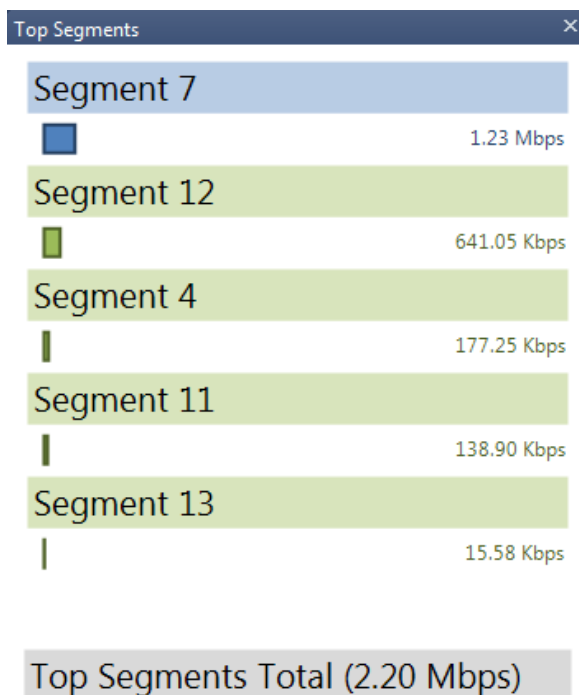 Top Segments
Segment 7
1.23 Mbps
Segment 12
641.05 Kbps
Segment 4
177.25 Kbps
Segment 11
138.90 Kbps
Segment 13
15.58 Kbps
Top Segments Total (2.20 Mbps)